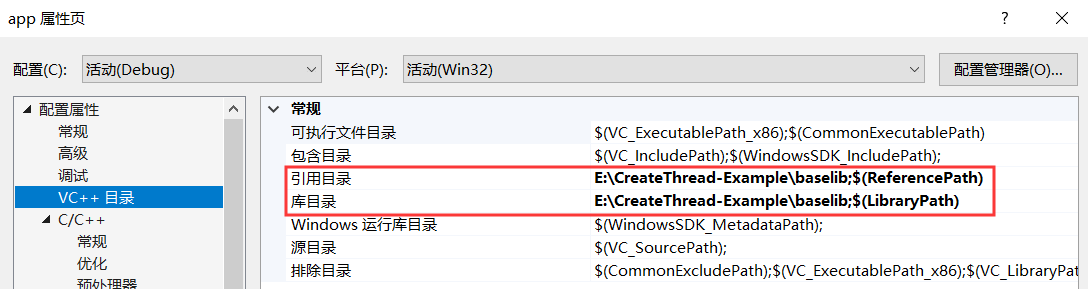 app 属性页
? ×
配置(C): 活动(Debug) 平台(P): 活动(Win32) 配置管理器(O)...
配置属性
常规
高级
调试
VC++ 目录
C/C++
常规
优化
预处理器
常规
可执行文件目录 $(VC_ExecutablePath_x86);$(CommonExecutablePath)
包含目录 $(VC_IncludePath);$(WindowsSDK_IncludePath);
引用目录 E:\CreateThread-Example\baselib;$(ReferencePath)
库目录 E:\CreateThread-Example\baselib;$(LibraryPath)
Windows 运行库目录 $(WindowsSDK_MetadataPath);
源目录 $(VC_SourcePath);
排除目录 $(CommonExcludePath);$(VC_ExecutablePath_x86);$(VC_LibraryPat